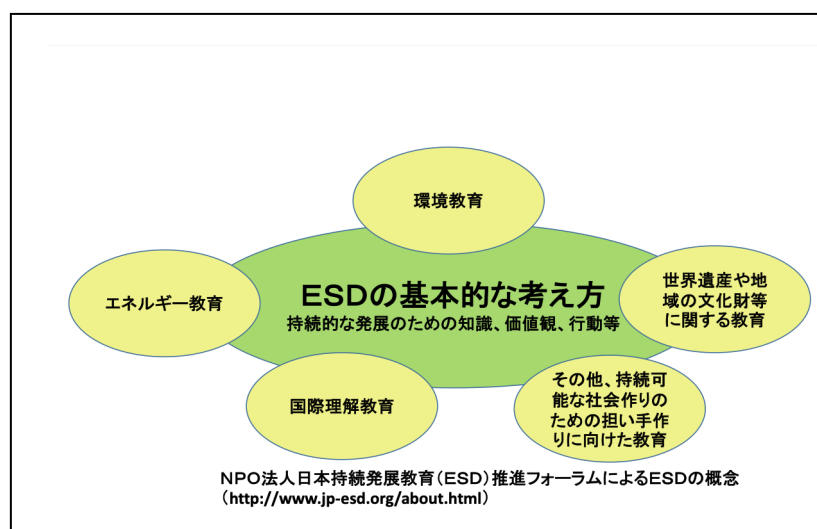 環境教育
エネルギー教育
ESDの基本的な考え方
持続的な発展のための知識、価値観、行動等
世界遺産や地
域の文化財等
に関する教育
国際理解教育
その他、持続可
能な社会作りの
ための担い手作
りに向けた教育
NPO法人日本持続発展教育(ESD)推進フォーラムによるESDの概念
(http://www.jp-esd.org/about.html)